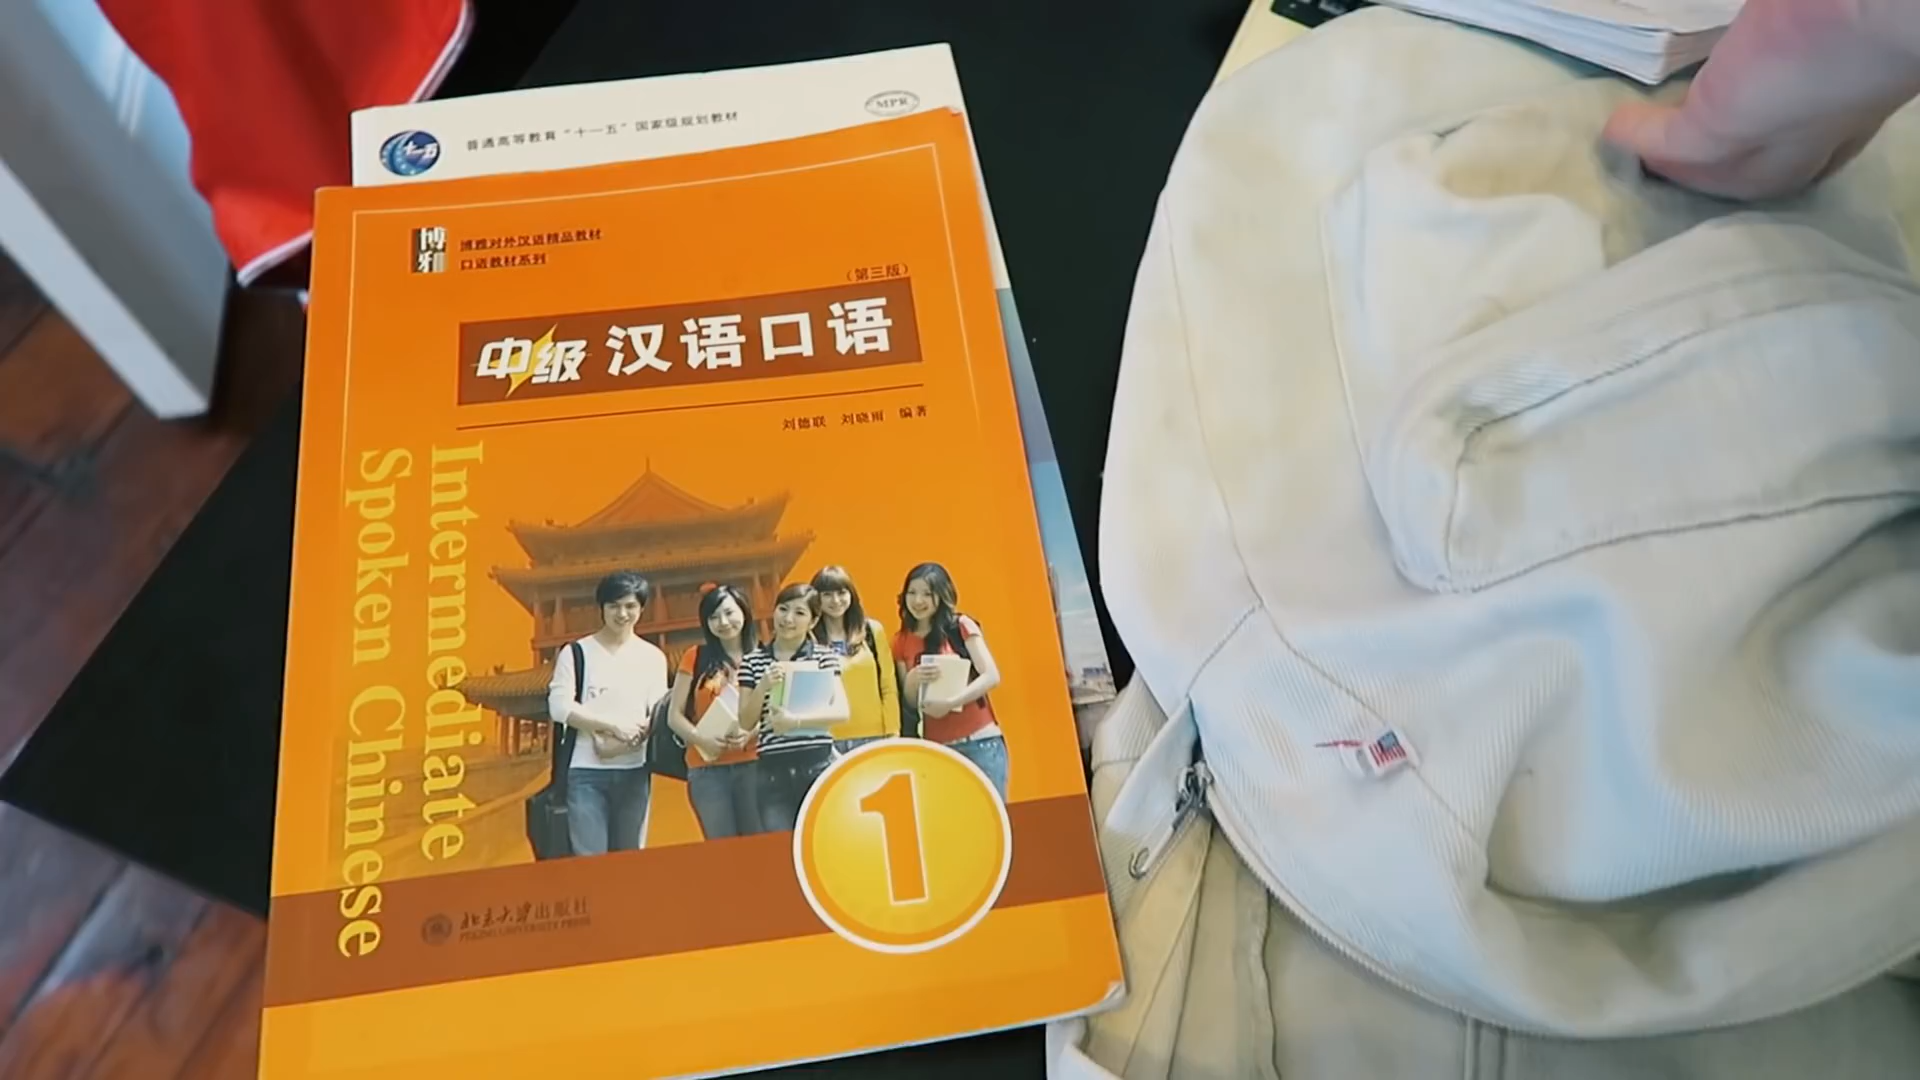 十一五
普通高等教育“十一五”国家级规划教材
MPR
博雅
博雅对外汉语精品教材
口语教材系列
（第三版）
中级 汉语口语
刘德联 刘晓雨 编著
Intermediate
Spoken Chinese
1
北京大学出版社
PEKING UNIVERSITY PRESS